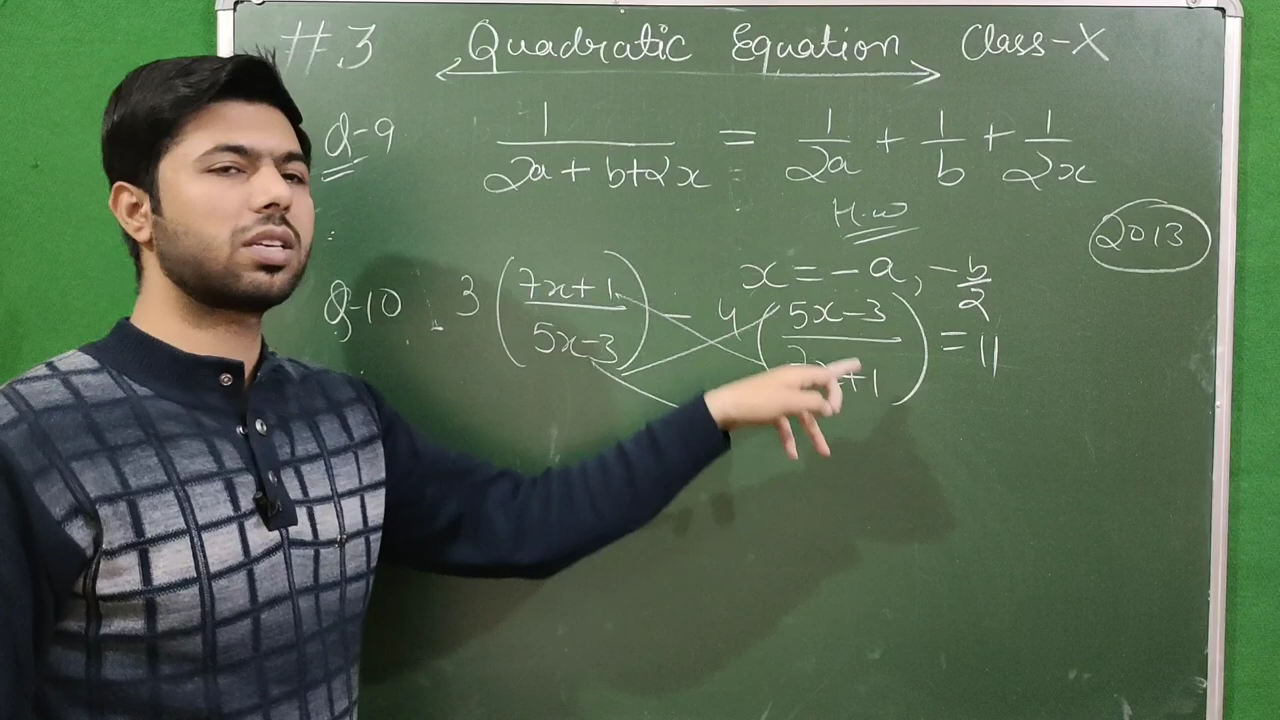 #3 Quadratic Equation Class-X
Q-9 1/(2a+b+2x) = 1/2a + 1/b + 1/2x
H.W
2013
x = -a, -b/2
Q-10 3((7x+1)/(5x-3)) - 4((5x-3)/(7x+1)) = 11